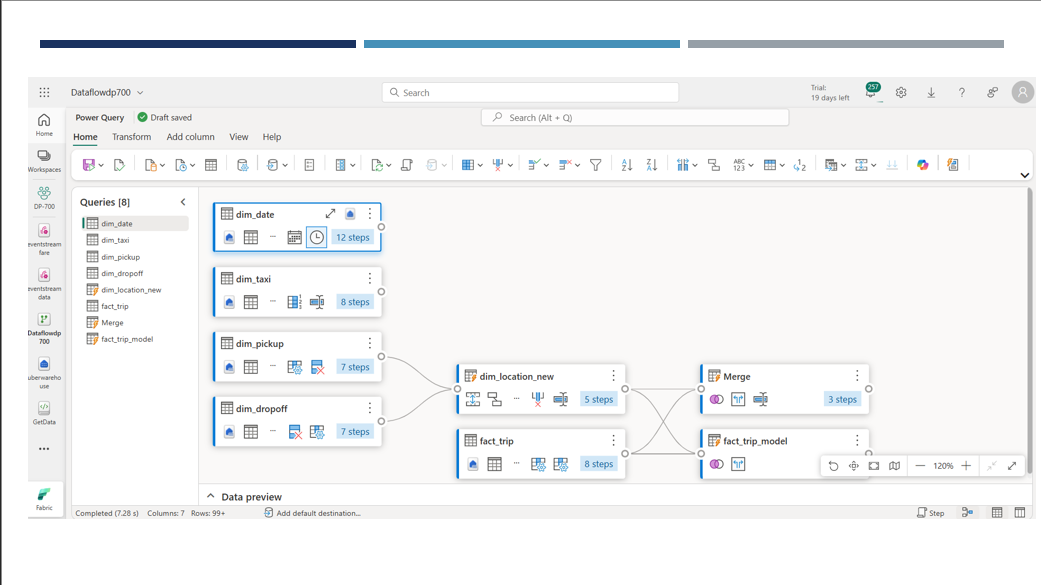 Dataflowdp700
Search
Trial:
19 days left
257
Power Query
Draft saved
Search (Alt + Q)
Home
Transform
Add column
View
Help
Home
Workspaces
DP-700
eventstream
fare
eventstream
data
Dataflowdp
700
uberwareho
use
GetData
Fabric
ABC
123
Queries [8]
dim_date
dim_taxi
dim_pickup
dim_dropoff
dim_location_new
fact_trip
Merge
fact_trip_model
dim_date
12 steps
dim_taxi
8 steps
dim_pickup
7 steps
dim_dropoff
7 steps
dim_location_new
5 steps
fact_trip
8 steps
Merge
3 steps
fact_trip_model
120%
Data preview
Completed (7.28 s) Columns: 7 Rows: 99+
Add default destination...
Step